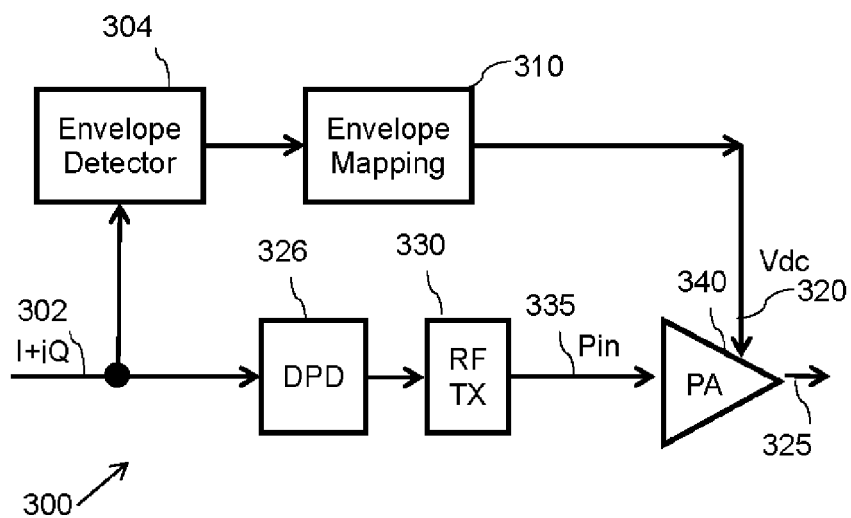 304
310
Envelope
Detector
Envelope
Mapping
326
330
Vdc
302
335
340
320
I+jQ
DPD
RF
TX
Pin
PA
325
300